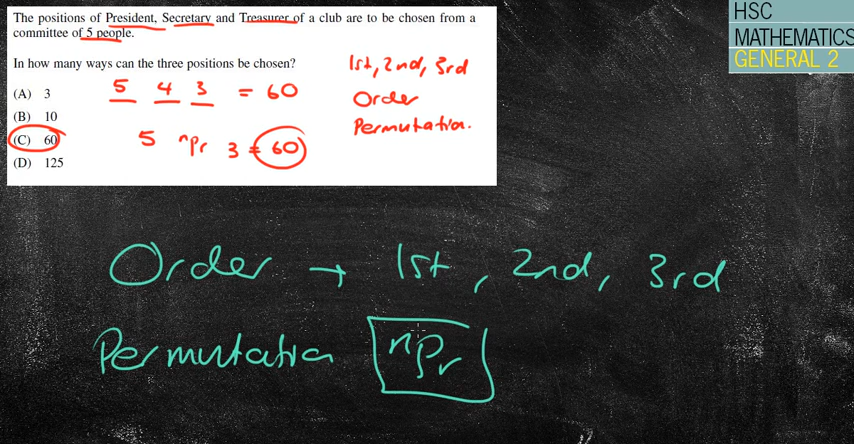 The positions of President, Secretary and Treasurer of a club are to be chosen from a
committee of 5 people.
In how many ways can the three positions be chosen?
(A) 3
(B) 10
(C) 60
(D) 125
5 4 3 = 60
5 nPr 3 = 60
1st, 2nd, 3rd
Order
Permutation.
HSC
MATHEMATICS
GENERAL 2
Order → 1st, 2nd, 3rd
Permutation nPr